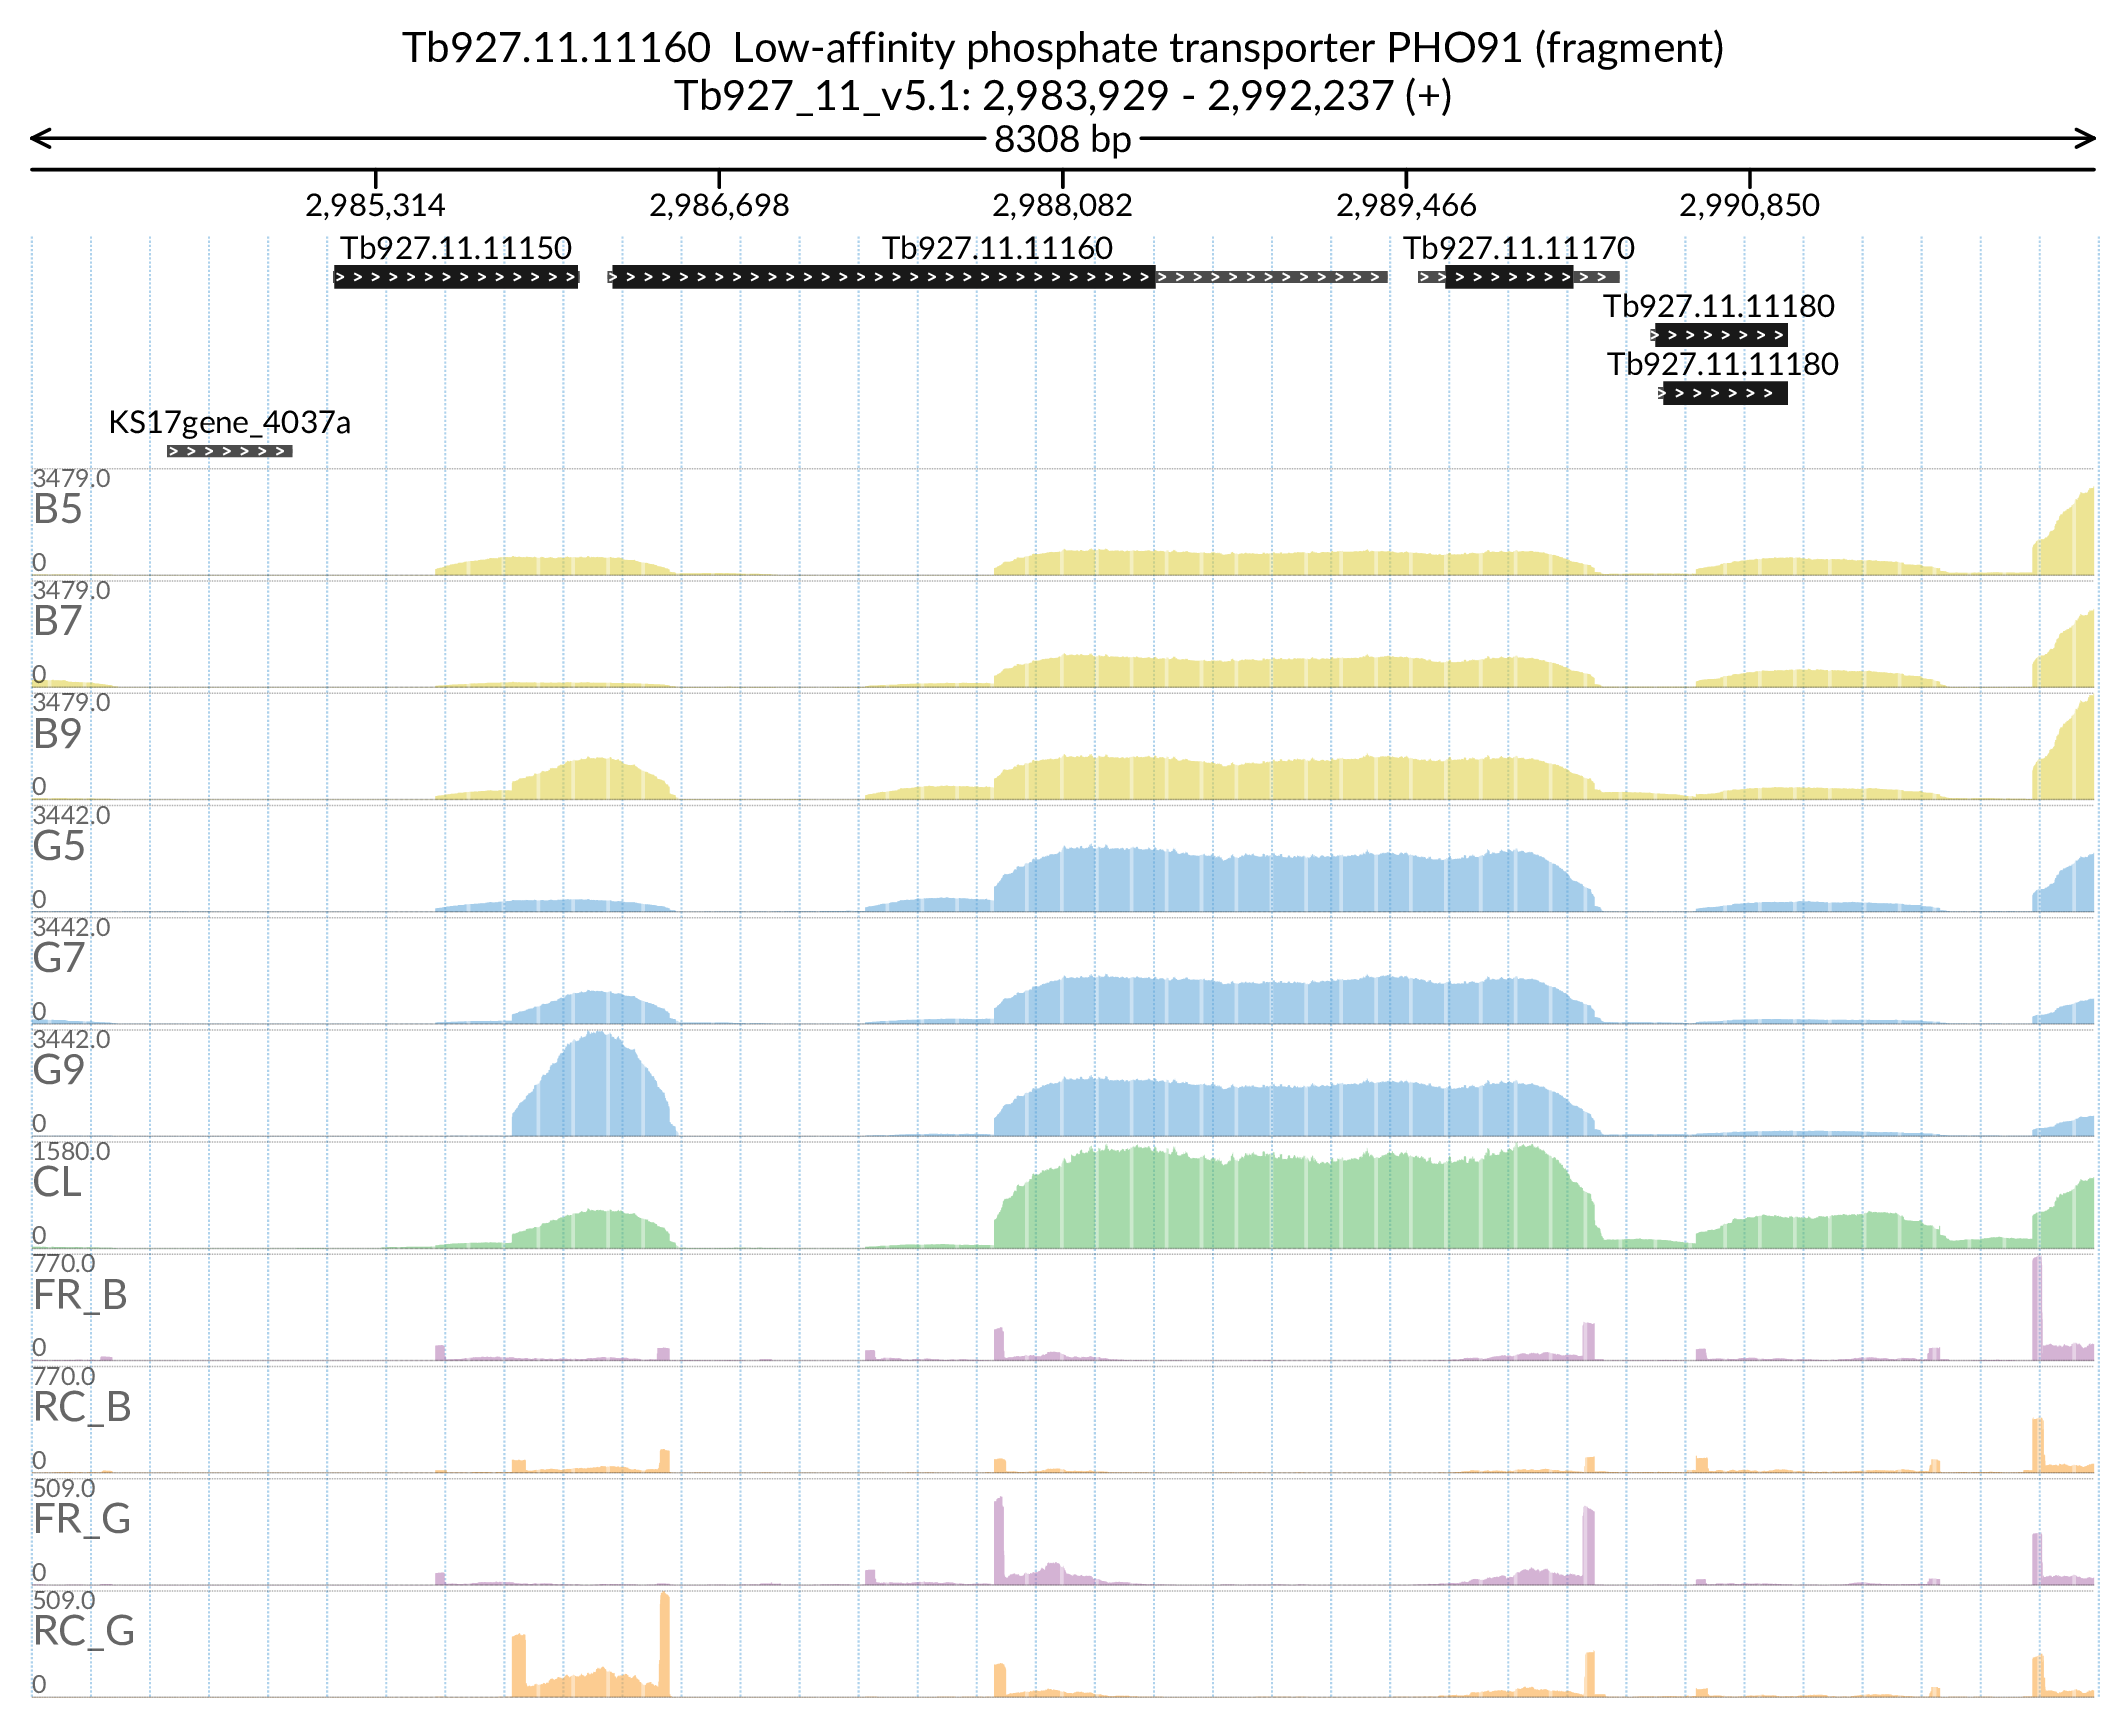 Tb927.11.11160 Low-affinity phosphate transporter PHO91 (fragment)
Tb927_11_v5.1: 2,983,929 - 2,992,237 (+)
8308 bp
2,985,314 2,986,698 2,988,082 2,989,466 2,990,850
Tb927.11.11150 Tb927.11.11160 Tb927.11.11170
Tb927.11.11180
Tb927.11.11180
KS17gene_4037a
3479.0
B5
0
3479.0
B7
0
3479.0
B9
0
3442.0
G5
0
3442.0
G7
0
3442.0
G9
0
1580.0
CL
0
770.0
FR_B
0
770.0
RC_B
0
509.0
FR_G
0
509.0
RC_G
0